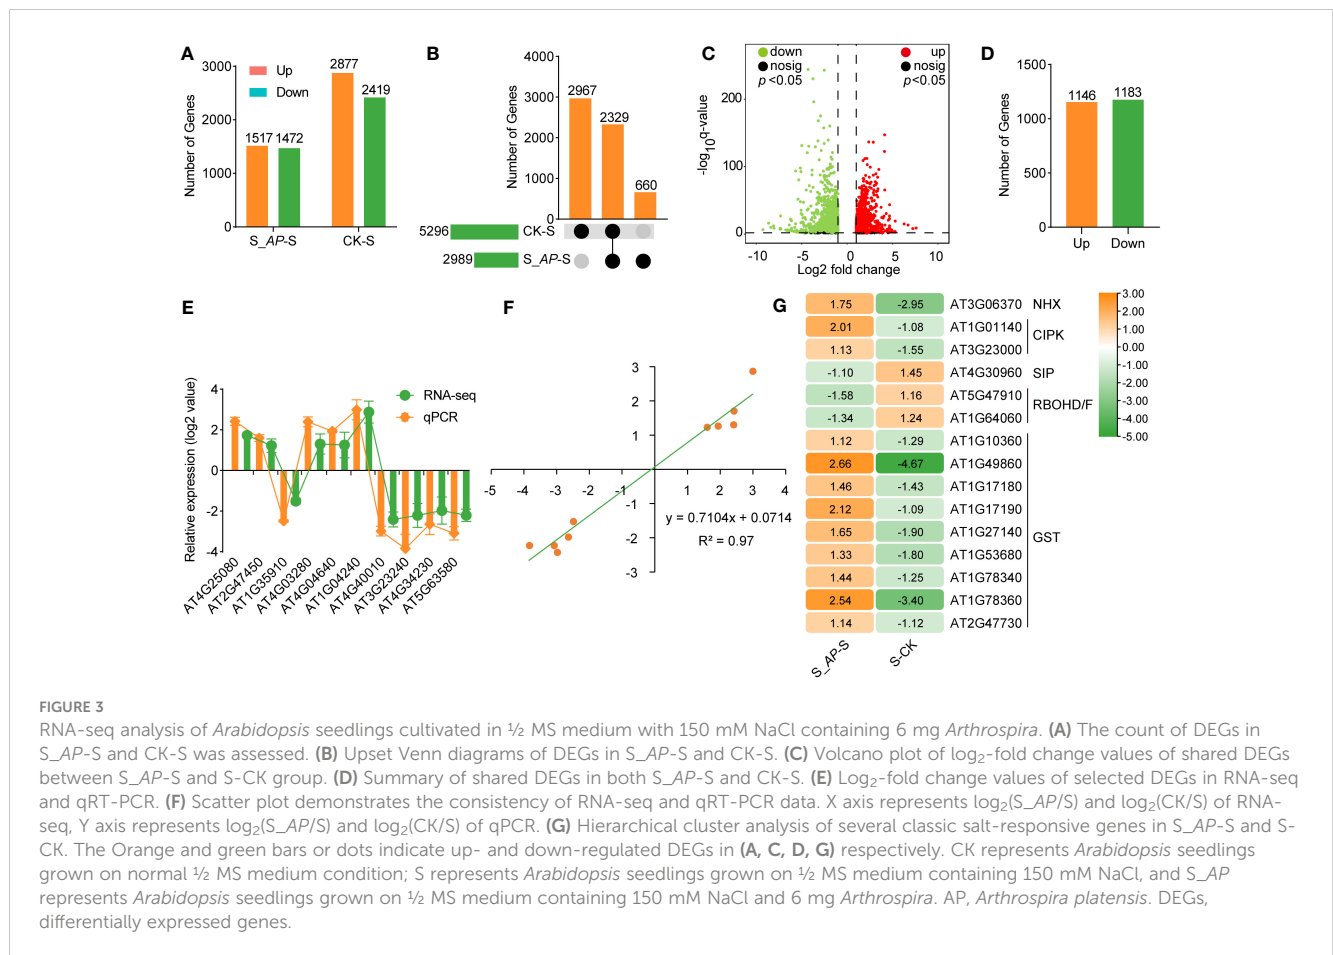 A
Number of Genes
3000
2000
1000
0
Up
Down
1517
1472
2877
2419
S_AP-S
CK-S
B
Number of Genes
4000
3000
2000
1000
0
2967
2329
660
5296
CK-S
2989
S_AP-S
C
-log10q-value
200
100
0
down
nosig
p<0.05
up
nosig
p<0.05
-10
-5
0
5
10
Log2 fold change
D
Number of Genes
1500
1000
500
0
1146
1183
Up
Down
E
Relative expression (log2 value)
4
2
0
-2
-4
RNA-seq
qPCR
AT4G25080
AT2G47450
AT1G35910
AT4G03280
AT4G04640
AT1G04240
AT4G40010
AT3G23240
AT4G34230
AT5G63580
F
3
2
1
-1
-2
-3
-5
-4
-3
-2
-1
1
2
3
4
y = 0.7104x + 0.0714
R² = 0.97
G
1.75 -2.95 AT3G06370 NHX
2.01 -1.08 AT1G01140
CIPK
1.13 -1.55 AT3G23000
-1.10 1.45 AT4G30960 SIP
-1.58 1.16 AT5G47910
RBOHD/F
-1.34 1.24 AT1G64060
1.12 -1.29 AT1G10360
2.66 -4.67 AT1G49860
1.46 -1.43 AT1G17180
2.12 -1.09 AT1G17190
1.65 -1.90 AT1G27140
GST
1.33 -1.80 AT1G53680
1.44 -1.25 AT1G78340
2.54 -3.40 AT1G78360
1.14 -1.12 AT2G47730
S_AP-S
S-CK
3.00
2.00
1.00
0.00
-1.00
-2.00
-3.00
-4.00
-5.00
FIGURE 3
RNA-seq analysis of Arabidopsis seedlings cultivated in ½ MS medium with 150 mM NaCl containing 6 mg Arthrospira. (A) The count of DEGs in
S_AP-S and CK-S was assessed. (B) Upset Venn diagrams of DEGs in S_AP-S and CK-S. (C) Volcano plot of log₂-fold change values of shared DEGs
between S_AP-S and S-CK group. (D) Summary of shared DEGs in both S_AP-S and CK-S. (E) Log₂-fold change values of selected DEGs in RNA-seq
and qRT-PCR. (F) Scatter plot demonstrates the consistency of RNA-seq and qRT-PCR data. X axis represents log₂(S_AP/S) and log₂(CK/S) of RNA-
seq, Y axis represents log₂(S_AP/S) and log₂(CK/S) of qPCR. (G) Hierarchical cluster analysis of several classic salt-responsive genes in S_AP-S and S-
CK. The Orange and green bars or dots indicate up- and down-regulated DEGs in (A, C, D, G) respectively. CK represents Arabidopsis seedlings
grown on normal ½ MS medium condition; S represents Arabidopsis seedlings grown on ½ MS medium containing 150 mM NaCl, and S_AP
represents Arabidopsis seedlings grown on ½ MS medium containing 150 mM NaCl and 6 mg Arthrospira. AP, Arthrospira platensis. DEGs,
differentially expressed genes.